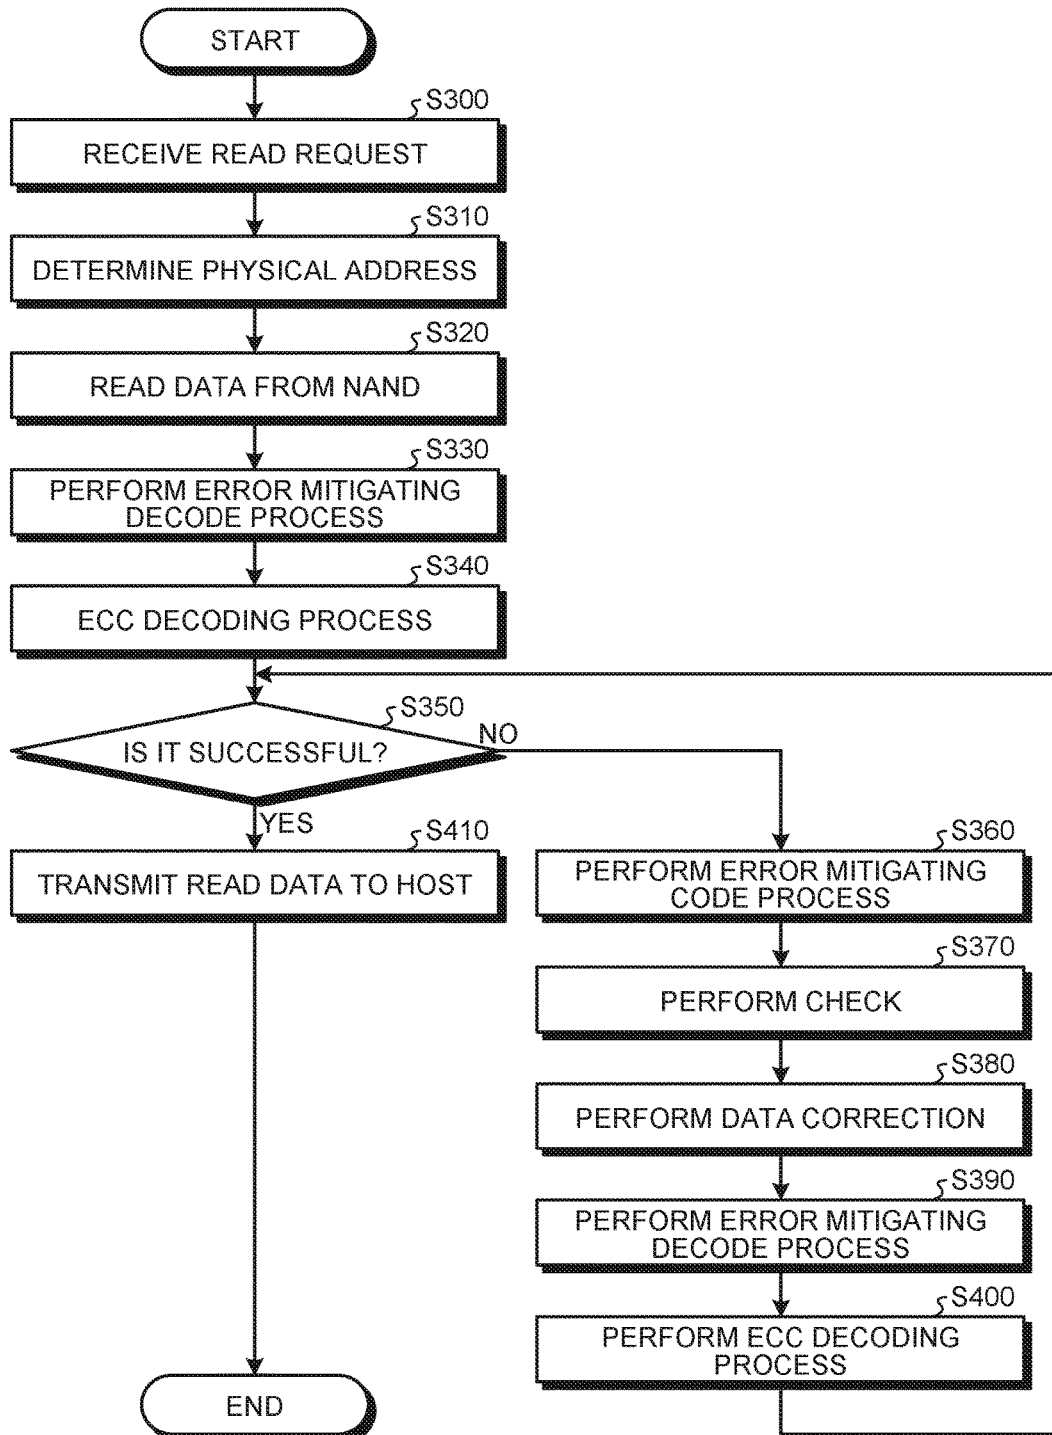 START
S300
RECEIVE READ REQUEST
S310
DETERMINE PHYSICAL ADDRESS
S320
READ DATA FROM NAND
S330
PERFORM ERROR MITIGATING
DECODE PROCESS
S340
ECC DECODING PROCESS
S350
IS IT SUCCESSFUL?
NO
YES
S410
TRANSMIT READ DATA TO HOST
S360
PERFORM ERROR MITIGATING
CODE PROCESS
S370
PERFORM CHECK
S380
PERFORM DATA CORRECTION
S390
PERFORM ERROR MITIGATING
DECODE PROCESS
S400
PERFORM ECC DECODING
PROCESS
END